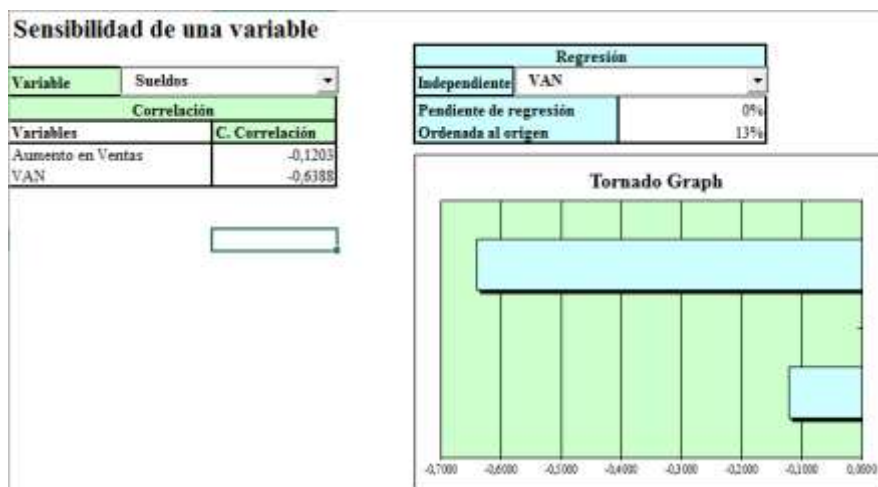 Sensibilidad de una variable
Variable Sueldos
Correlación
Variables C. Correlación
Aumento en Ventas -0,1203
VAN -0,6388
Regresión
Independiente VAN
Pendiente de regresión 0%
Ordenada al origen 13%
Tornado Graph
-0,7000 -0,6000 -0,5000 -0,4000 -0,3000 -0,2000 -0,1000 0,0000